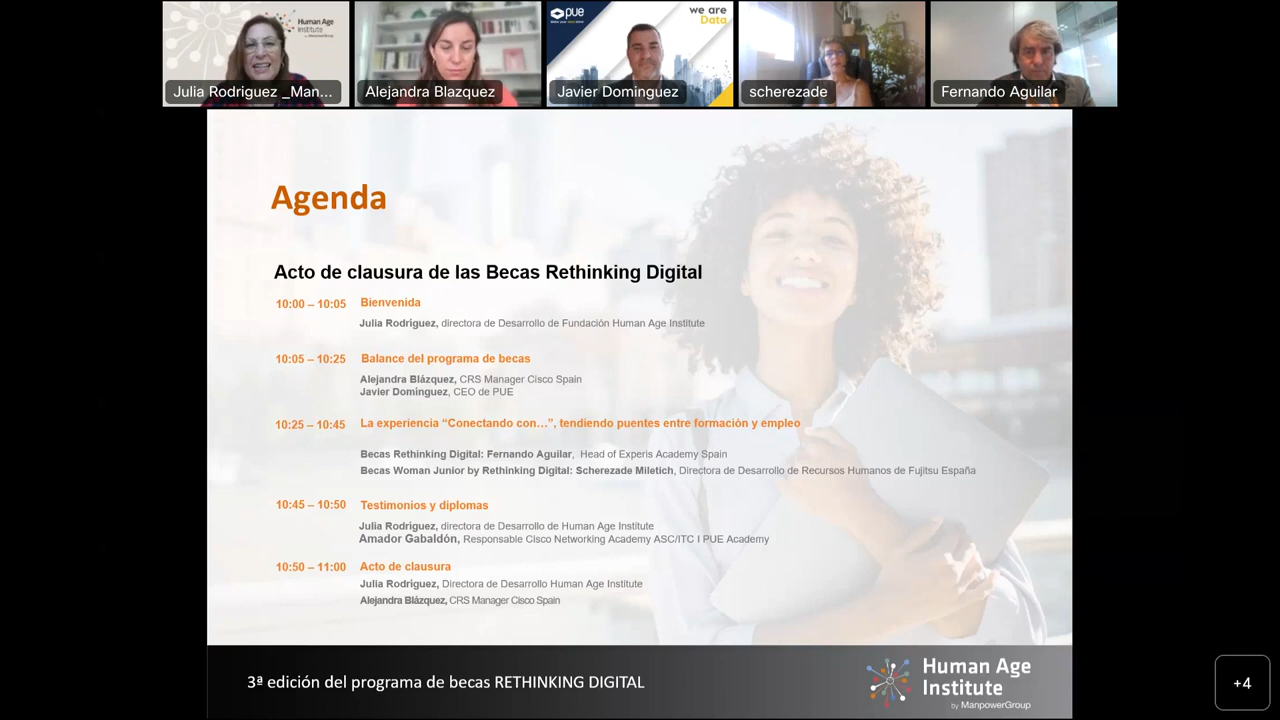 Human Age
Institute
by ManpowerGroup
pue
we are
Data
Julia Rodriguez _Man...
Alejandra Blazquez
Javier Dominguez
scherezade
Fernando Aguilar
Agenda
Acto de clausura de las Becas Rethinking Digital
10:00 – 10:05 Bienvenida
Julia Rodríguez, directora de Desarrollo de Fundación Human Age Institute
10:05 – 10:25 Balance del programa de becas
Alejandra Blázquez, CRS Manager Cisco Spain
Javier Domínguez, CEO de PUE
10:25 – 10:45 La experiencia “Conectando con…”, tendiendo puentes entre formación y empleo
Becas Rethinking Digital: Fernando Aguilar, Head of Experis Academy Spain
Becas Woman Junior by Rethinking Digital: Scherezade Miletich, Directora de Desarrollo de Recursos Humanos de Fujitsu España
10:45 – 10:50 Testimonios y diplomas
Julia Rodríguez, directora de Desarrollo de Human Age Institute
Amador Gabaldón, Responsable Cisco Networking Academy ASC/ITC I PUE Academy
10:50 – 11:00 Acto de clausura
Julia Rodríguez, Directora de Desarrollo Human Age Institute
Alejandra Blázquez, CRS Manager Cisco Spain
3ª edición del programa de becas RETHINKING DIGITAL
Human Age
Institute
by ManpowerGroup
+4